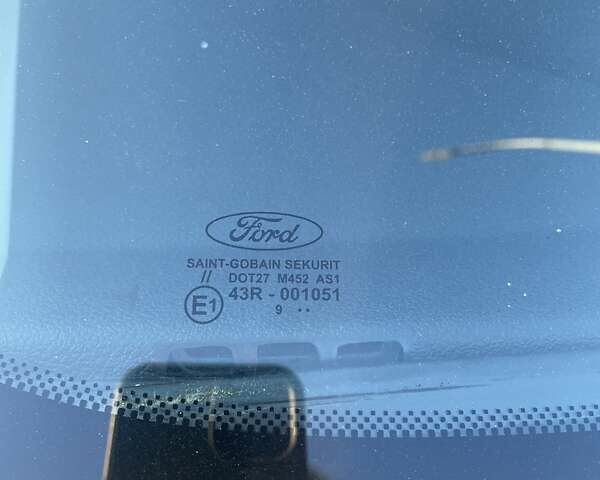 Ford
SAINT-GOBAIN SEKURIT
// DOT27 M452 AS1
E1 43R - 001051
9 ..